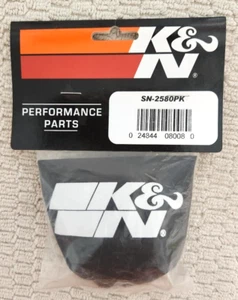 K&N
PERFORMANCE
PARTS
SN-2580PK
0 24844 08008 0
K&N